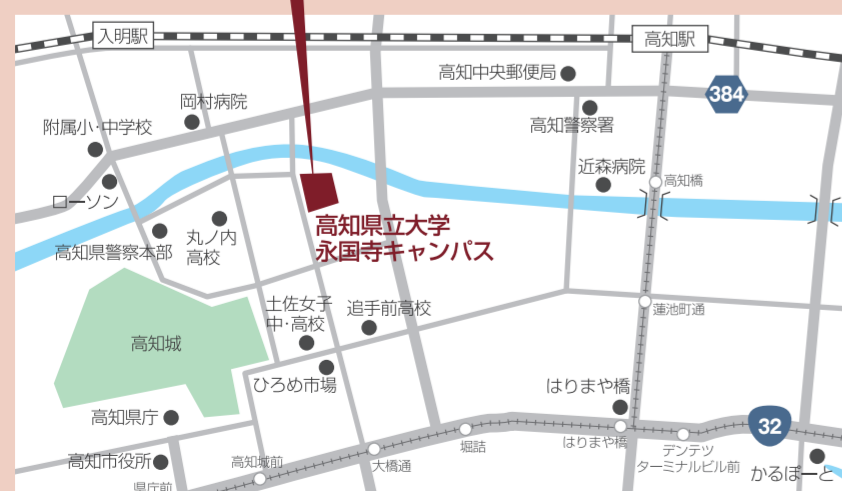 入明駅
高知駅
高知中央郵便局
384
岡村病院
高知警察署
附属小・中学校
近森病院
高知橋
ローソン
高知県立大学
永国寺キャンパス
丸ノ内
高校
高知県警察本部
土佐女子
中・高校
追手前高校
蓮池町通
高知城
ひろめ市場
はりまや橋
高知県庁
32
はりまや橋
堀詰
デンテツ
ターミナルビル前
高知市役所
高知城前
大橋通
かるぽーと
県庁前